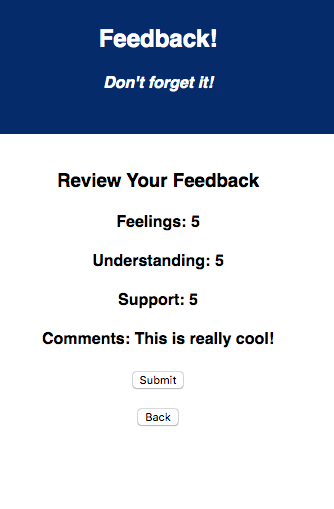 Feedback!
Don't forget it!
Review Your Feedback
Feelings: 5
Understanding: 5
Support: 5
Comments: This is really cool!
Submit
Back